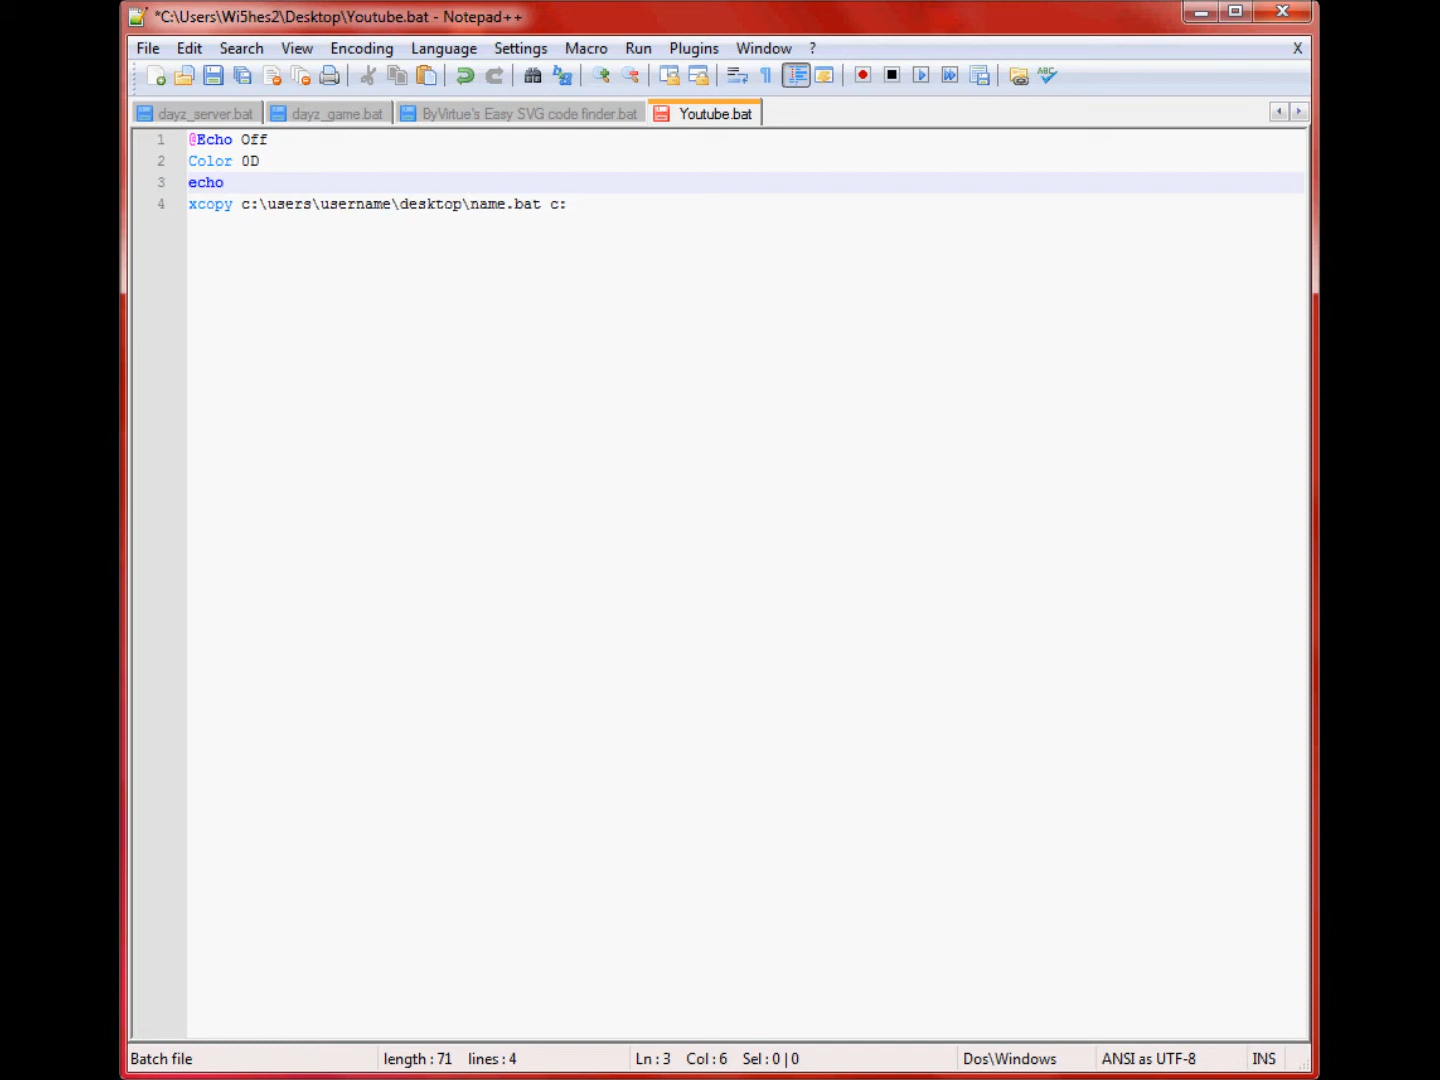 *C:\Users\Wi5hes2\Desktop\Youtube.bat - Notepad++
File Edit Search View Encoding Language Settings Macro Run Plugins Window ? X
dayz_server.bat dayz_game.bat ByVirtue's Easy SVG code finder.bat Youtube.bat
1 @Echo Off
2 Color 0D
3 echo
4 xcopy c:\users\username\desktop\name.bat c:
Batch file length : 71 lines : 4 Ln : 3 Col : 6 Sel : 0 | 0 Dos\Windows ANSI as UTF-8 INS